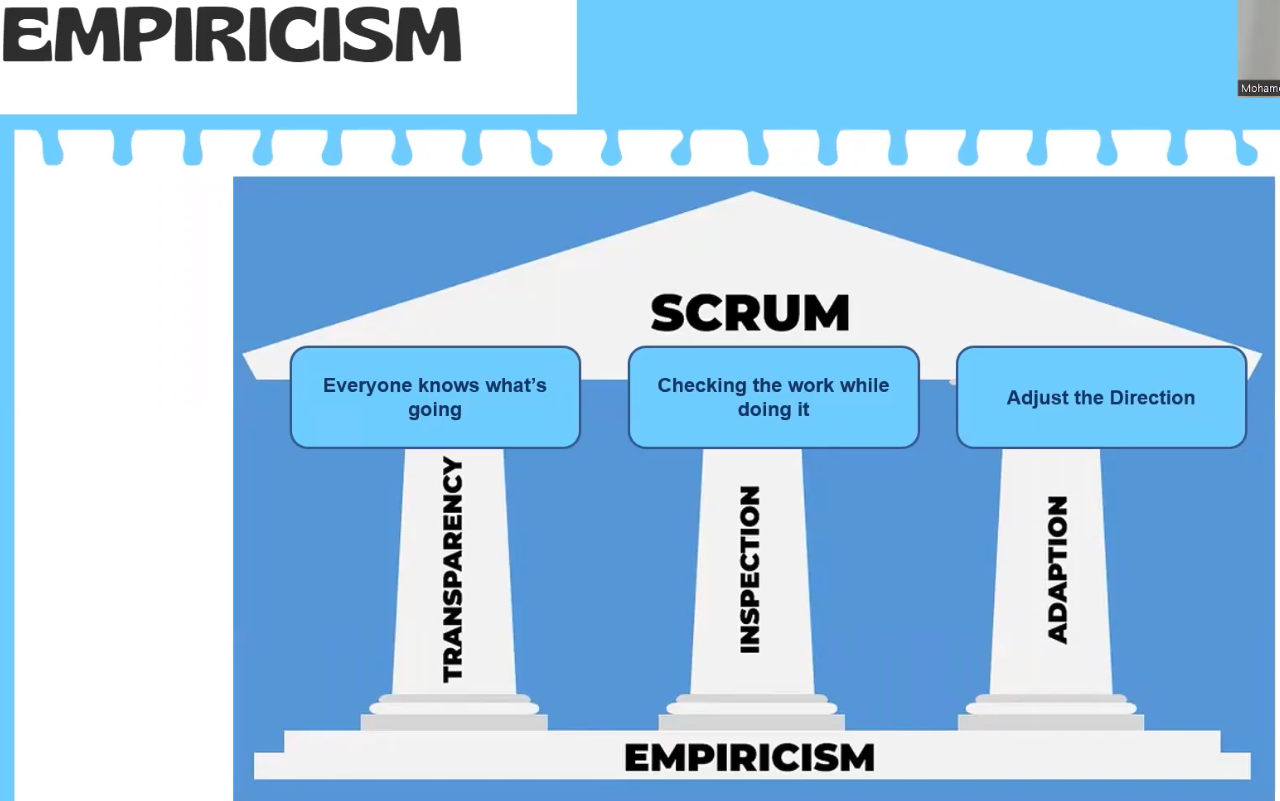 EMPIRICISM
SCRUM
Everyone knows what’s
going
Checking the work while
doing it
Adjust the Direction
TRANSPARENCY
INSPECTION
ADAPTION
EMPIRICISM